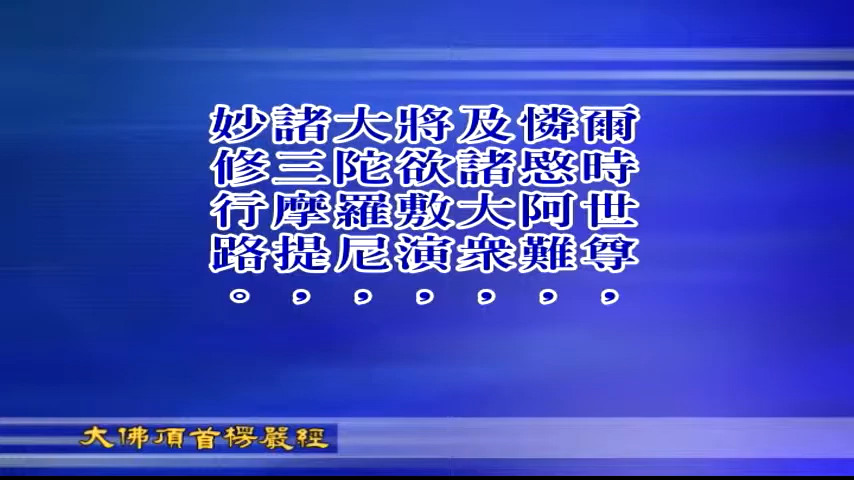 爾時世尊，
憐愍阿難，
及諸大衆，
將欲敷演，
大陀羅尼，
諸三摩提，
妙修行路。
大佛頂首楞嚴經